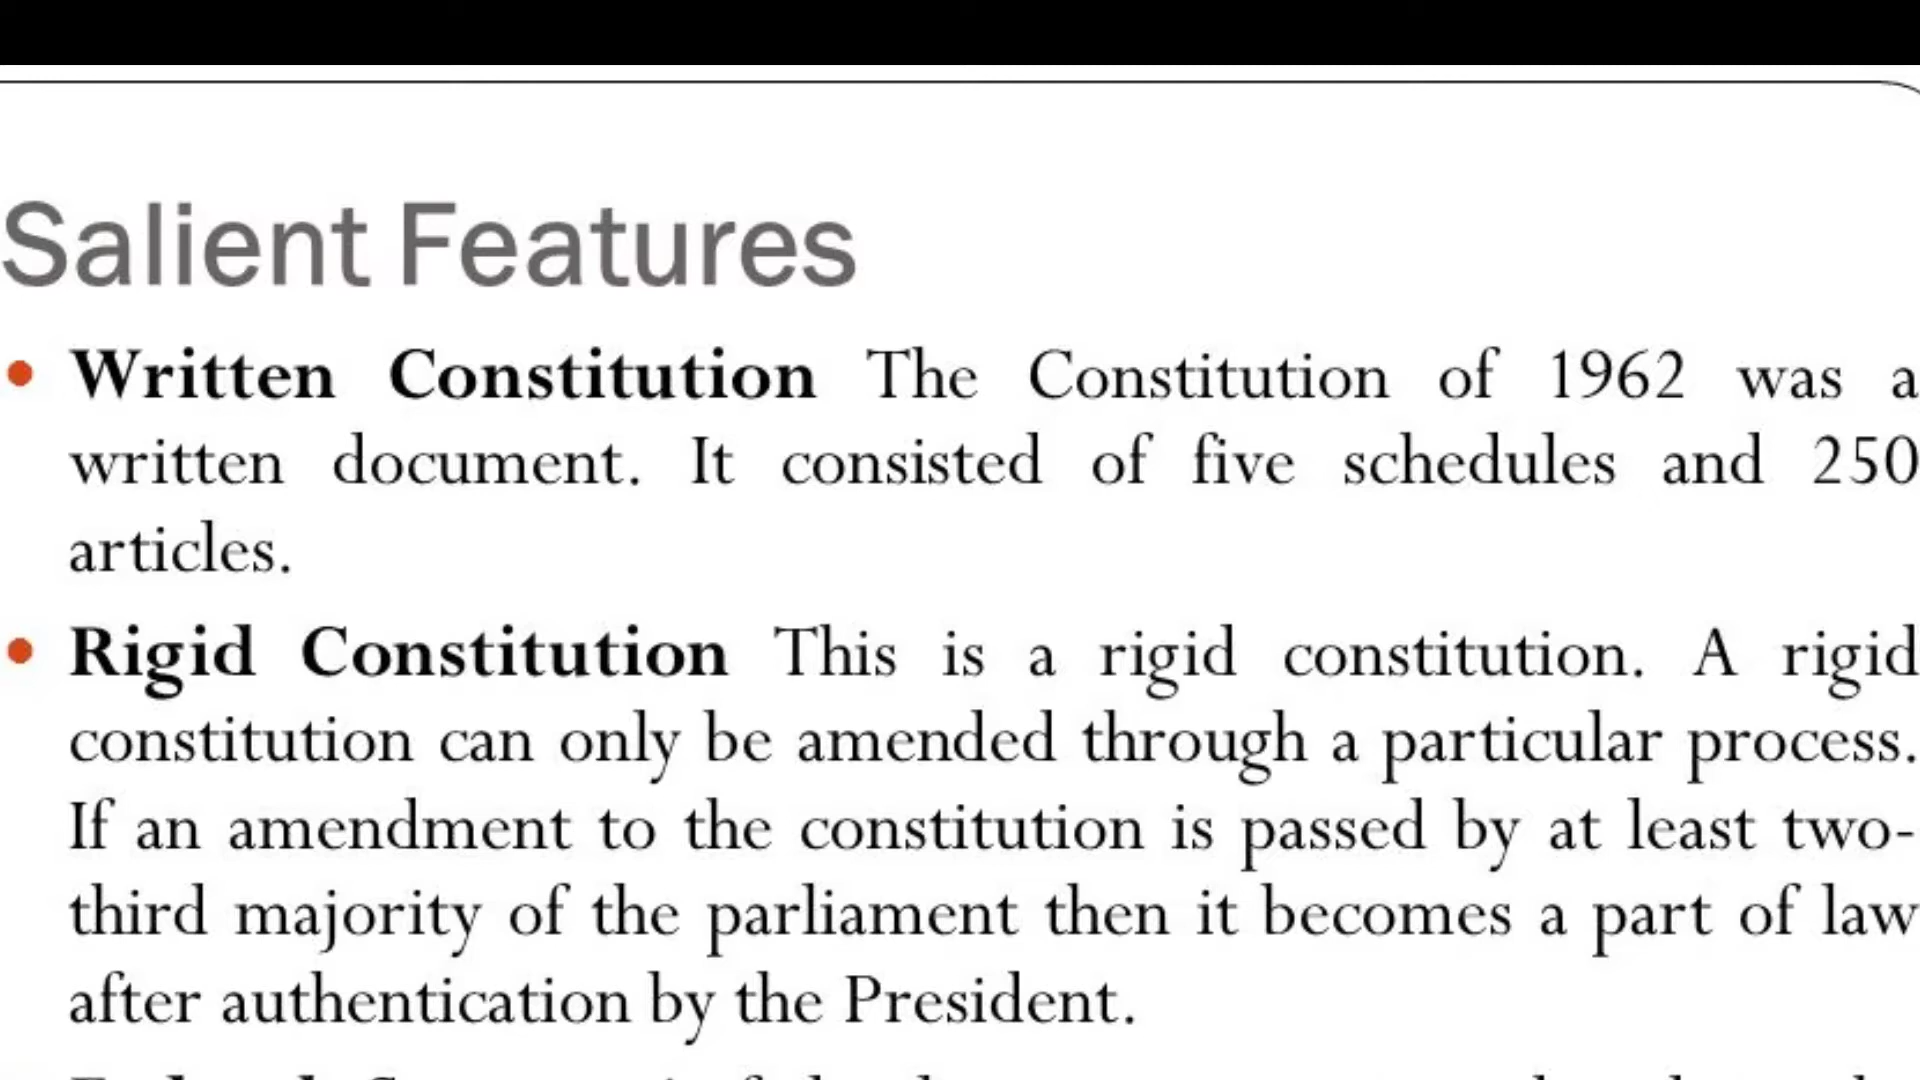 Salient Features
• Written Constitution The Constitution of 1962 was a
written document. It consisted of five schedules and 250
articles.
• Rigid Constitution This is a rigid constitution. A rigid
constitution can only be amended through a particular process.
If an amendment to the constitution is passed by at least two-
third majority of the parliament then it becomes a part of law
after authentication by the President.